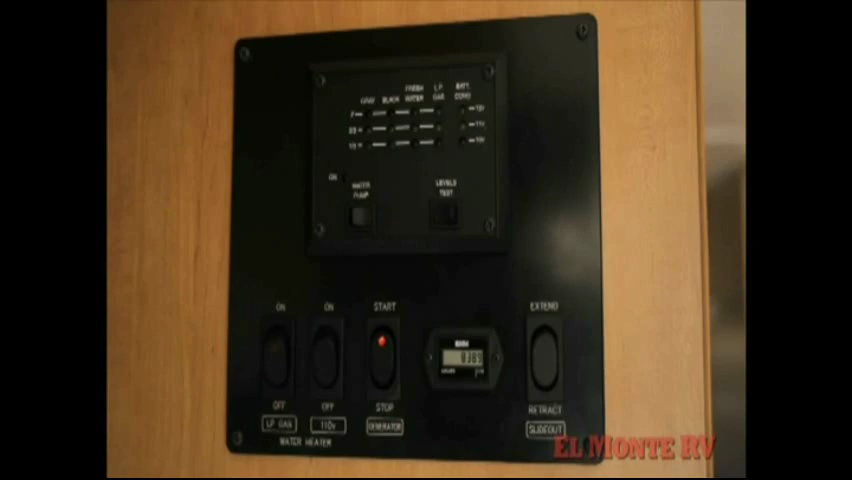 GRAY BLACK FRESH WATER L.P. GAS BATT. COND
ON
WATER PUMP
LEVELS TEST
ON ON START EXTEND
OFF OFF STOP RETRACT
LP GAS 110v GENERATOR SLIDEOUT
WATER HEATER
EL MONTE RV